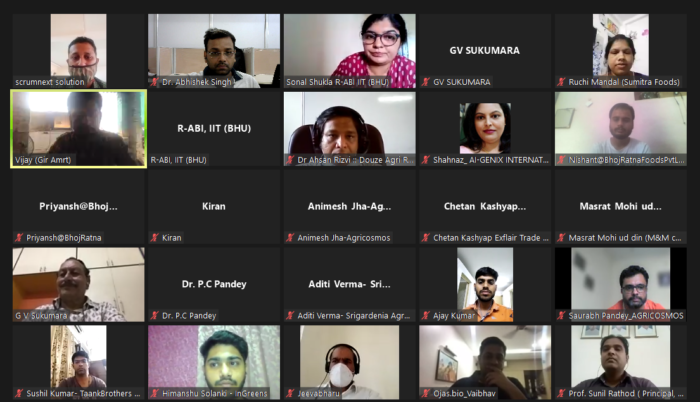 scrumnext solution
Dr. Abhishek Singh
Sonal Shukla R-ABI IIT (BHU)
GV SUKUMARA
GV SUKUMARA
Ruchi Mandal (Sumitra Foods)
Vijay (Gir Amrt)
R-ABI, IIT (BHU)
R-ABI, IIT (BHU)
Dr Ahsan Rizvi :: Douze Agri R...
Shahnaz_ AI-GENIX INTERNAT...
Nishant@BhojRatnaFoodsPvtL...
Priyansh@Bhoj...
Priyansh@BhojRatna
Kiran
Kiran
Animesh Jha-Ag...
Animesh Jha-Agricosmos
Chetan Kashyap...
Chetan Kashyap Exflair Trade ...
Masrat Mohi ud...
Masrat Mohi ud din (M&M c...
G V Sukumara
Dr. P.C Pandey
Dr. P.C Pandey
Aditi Verma- Sri...
Aditi Verma- Srigardenia Agr...
Ajay Kumar
Saurabh Pandey_AGRICOSMOS
Sushil Kumar- TaankBrothers ...
Himanshu Solanki - inGreens
Jeevabharu
Ojas.bio_Vaibhav
Prof. Sunil Rathod ( Principal, ...